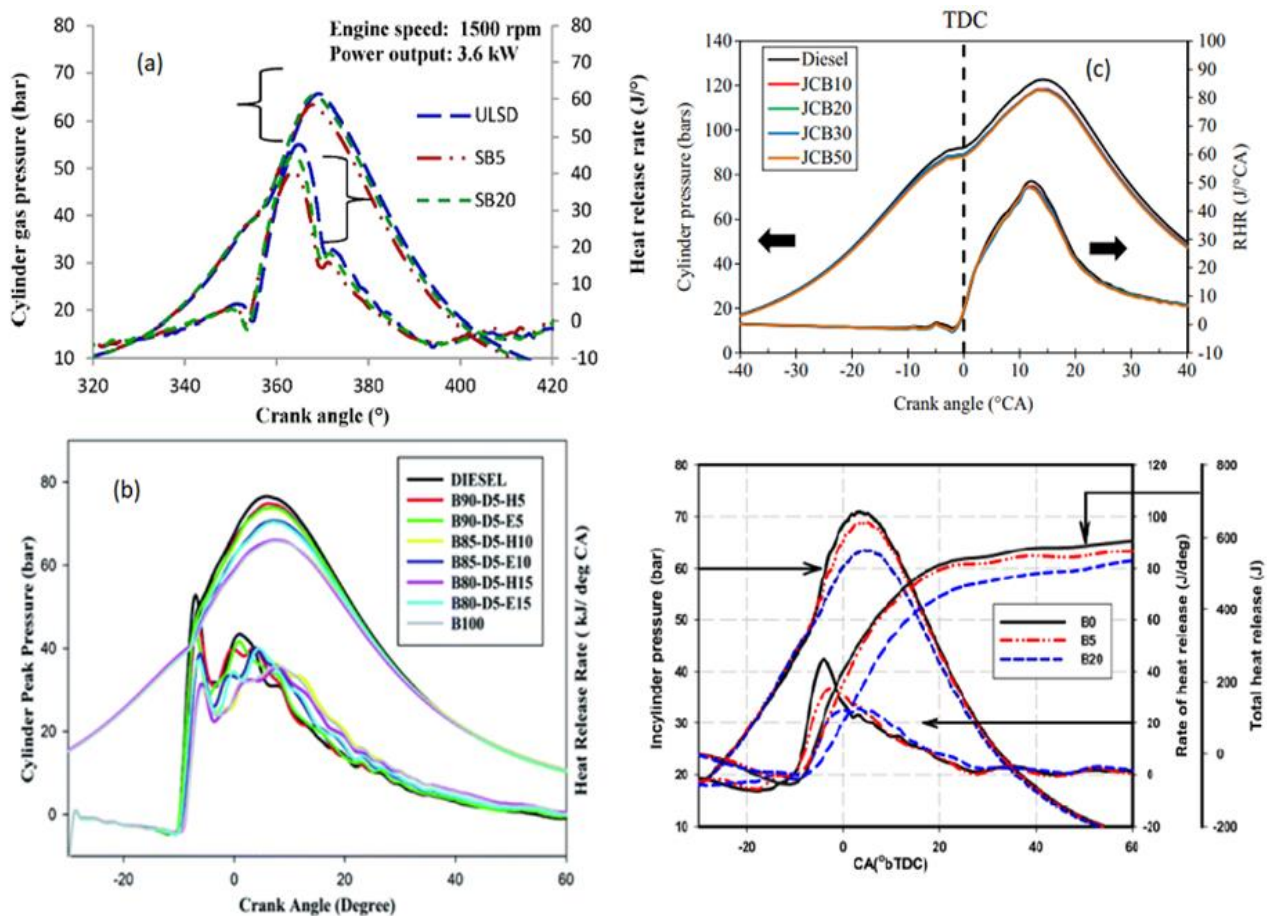 (a)
Engine speed: 1500 rpm
Power output: 3.6 kW
80
70
60
50
40
30
20
10
Cylinder gas pressure (bar)
80
70
60
50
40
30
20
10
0
-10
Heat release rate (J/°)
ULSD
SB5
SB20
320
340
360
380
400
420
Crank angle (°)
TDC
(c)
140
120
100
80
60
40
20
0
Cylinder pressure (bars)
Diesel
JCB10
JCB20
JCB30
JCB50
100
90
80
70
60
50
40
30
20
10
0
-10
RHR (J/°CA)
-40
-30
-20
-10
0
10
20
30
40
Crank angle (°CA)
(b)
80
60
40
20
0
Cylinder Peak Pressure (bar)
DIESEL
B90-D5-H5
B90-D5-E5
B85-D5-H10
B85-D5-E10
B80-D5-H15
B80-D5-E15
B100
Heat Release Rate ( kJ/ deg CA)
-20
0
20
40
60
Crank Angle (Degree)
80
70
60
50
40
30
20
10
Incylinder pressure (bar)
B0
B5
B20
120
100
80
60
40
20
0
-20
Rate of heat release (J/deg)
800
600
400
200
0
-200
Total heat release (J)
-20
0
20
40
60
CA(°bTDC)